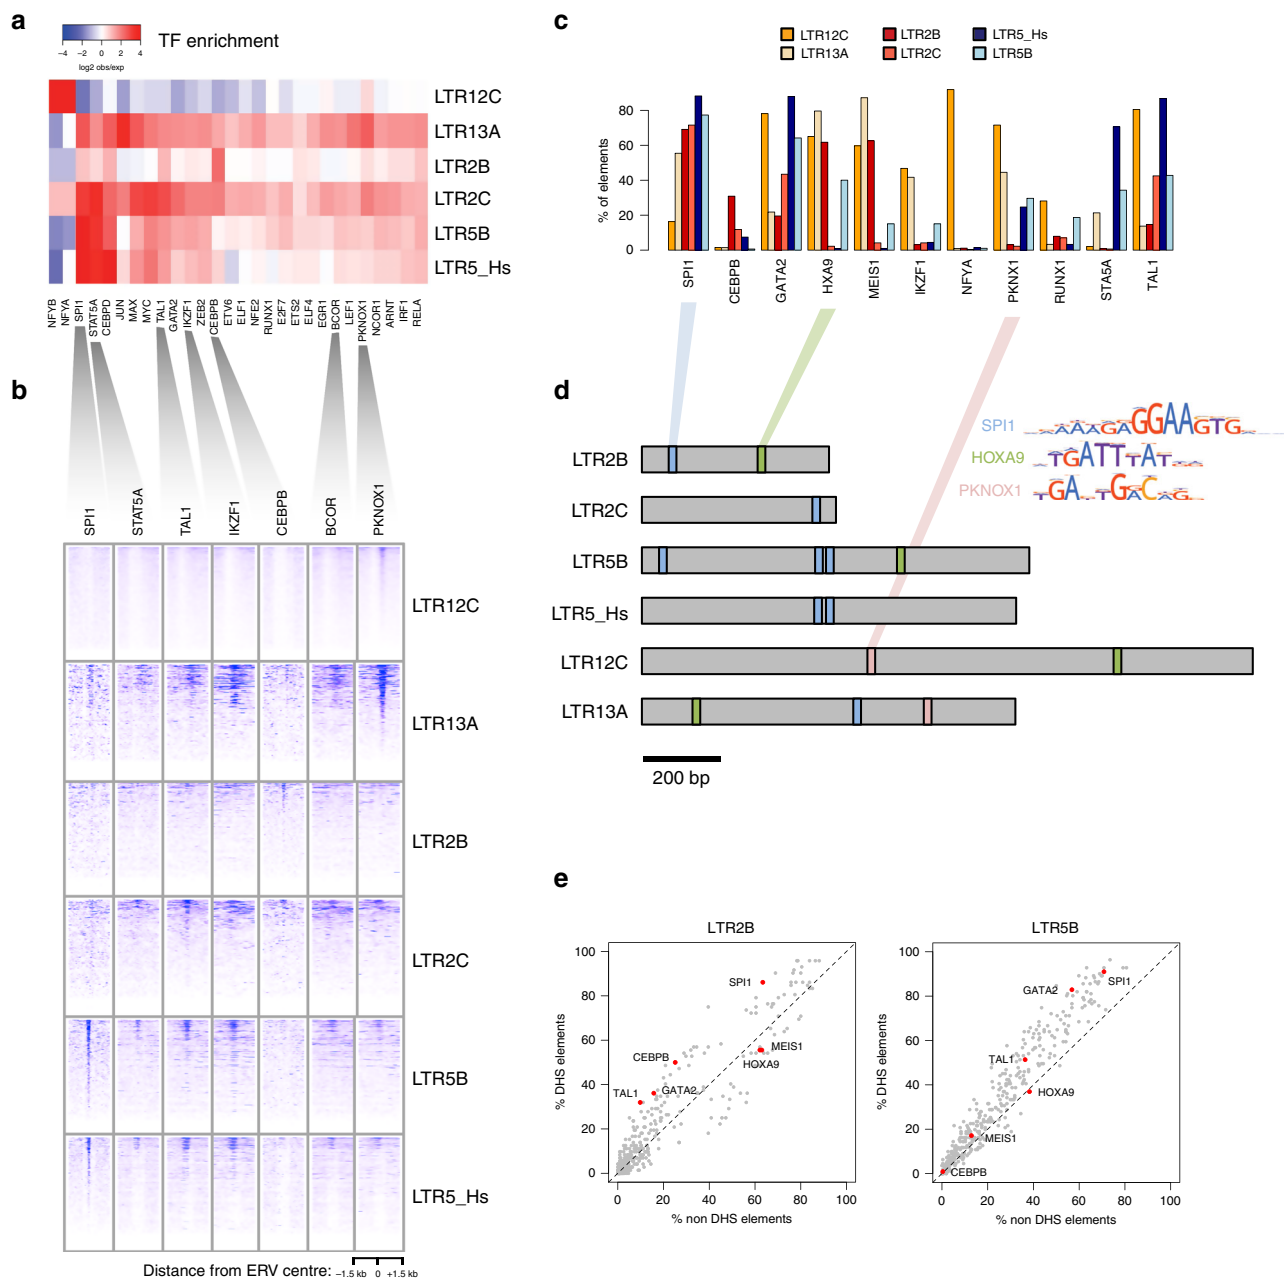 a
−4 −2 0 2 4
log2 obs/exp
TF enrichment
LTR12C
LTR13A
LTR2B
LTR2C
LTR5B
LTR5_Hs
NFYB
NFYA
SPI1
STAT5A
CEBPD
JUN
MAX
MYC
TAL1
GATA2
IKZF1
ZEB2
CEBPB
ETV6
ELF1
NFE2
RUNX1
E2F7
ETS2
ELF4
EGR1
BCOR
LEF1
PKNOX1
NCOR1
ARNT
IRF1
RELA
b
SPI1
STAT5A
TAL1
IKZF1
CEBPB
BCOR
PKNOX1
LTR12C
LTR13A
LTR2B
LTR2C
LTR5B
LTR5_Hs
Distance from ERV centre: −1.5 kb 0 +1.5 kb
c
LTR12C
LTR13A
LTR2B
LTR2C
LTR5_Hs
LTR5B
% of elements
80
60
40
20
0
SPI1
CEBPB
GATA2
HXA9
MEIS1
IKZF1
NFYA
PKNX1
RUNX1
STA5A
TAL1
d
SPI1
HOXA9
PKNOX1
LTR2B
LTR2C
LTR5B
LTR5_Hs
LTR12C
LTR13A
200 bp
e
LTR2B
% DHS elements
100
80
60
40
20
0
SPI1
MEIS1
HOXA9
CEBPB
TAL1
GATA2
0 20 40 60 80 100
% non DHS elements
LTR5B
% DHS elements
100
80
60
40
20
0
SPI1
GATA2
TAL1
HOXA9
MEIS1
CEBPB
0 20 40 60 80 100
% non DHS elements